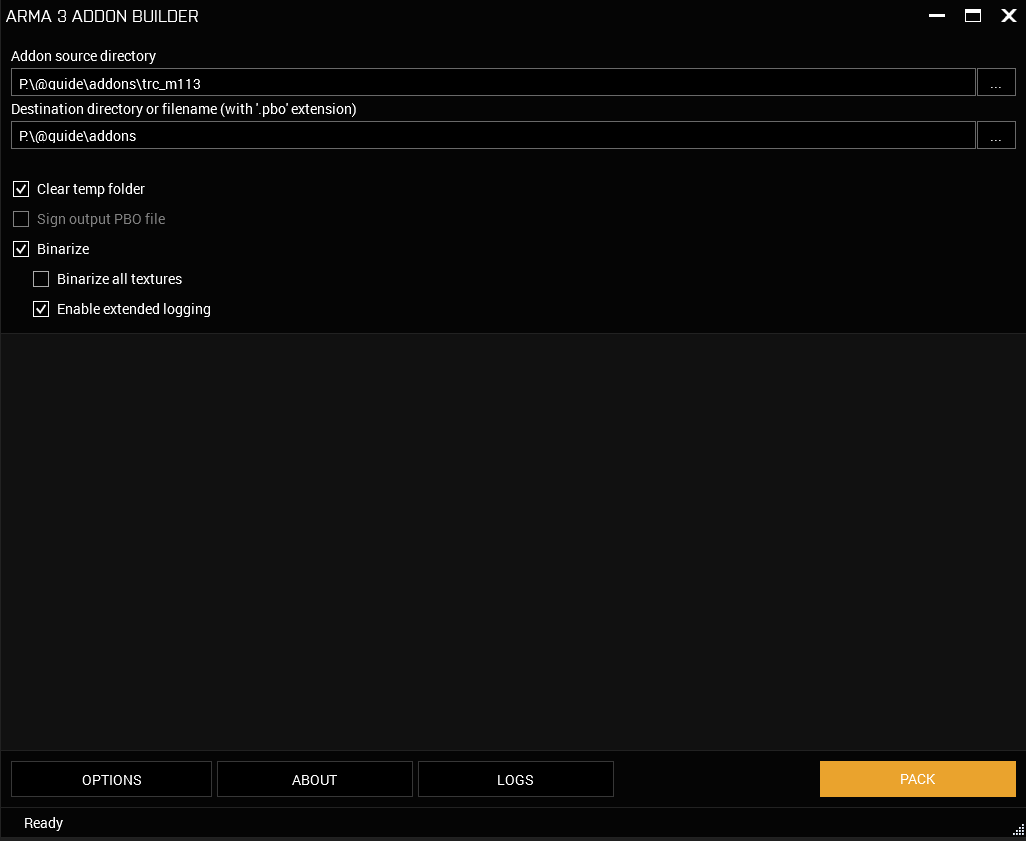 ARMA 3 ADDON BUILDER
Addon source directory
P:\@guide\addons\trc_m113
...
Destination directory or filename (with '.pbo' extension)
P:\@guide\addons
...
Clear temp folder
Sign output PBO file
Binarize
Binarize all textures
Enable extended logging
OPTIONS
ABOUT
LOGS
PACK
Ready